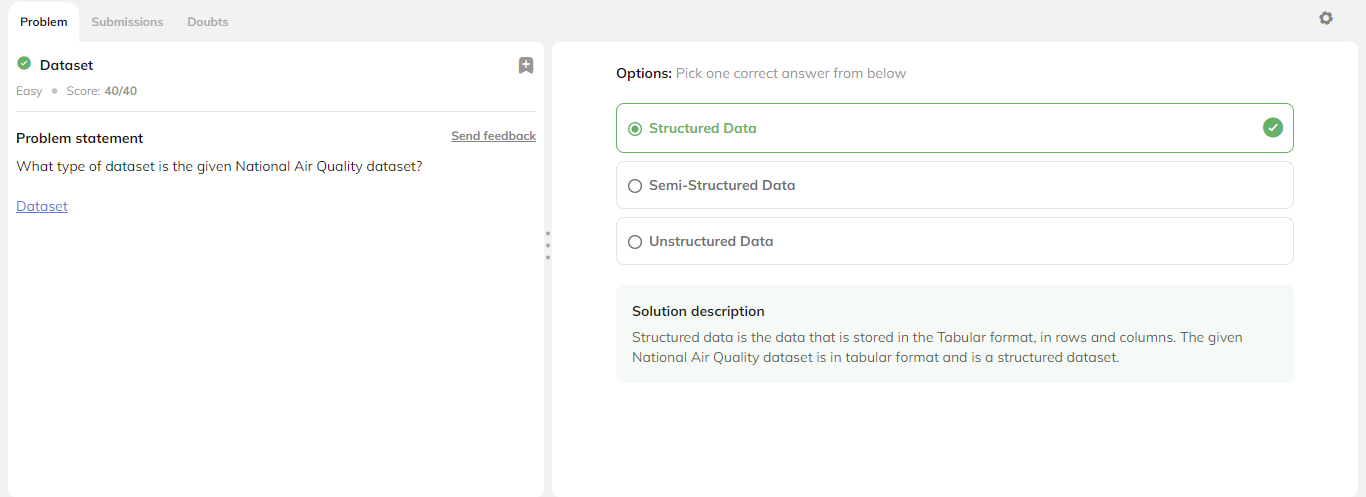 Problem
Submissions
Doubts
Dataset
Easy
Score: 40/40
Problem statement
Send feedback
What type of dataset is the given National Air Quality dataset?
Dataset
Options: Pick one correct answer from below
Structured Data
Semi-Structured Data
Unstructured Data
Solution description
Structured data is the data that is stored in the Tabular format, in rows and columns. The given
National Air Quality dataset is in tabular format and is a structured dataset.